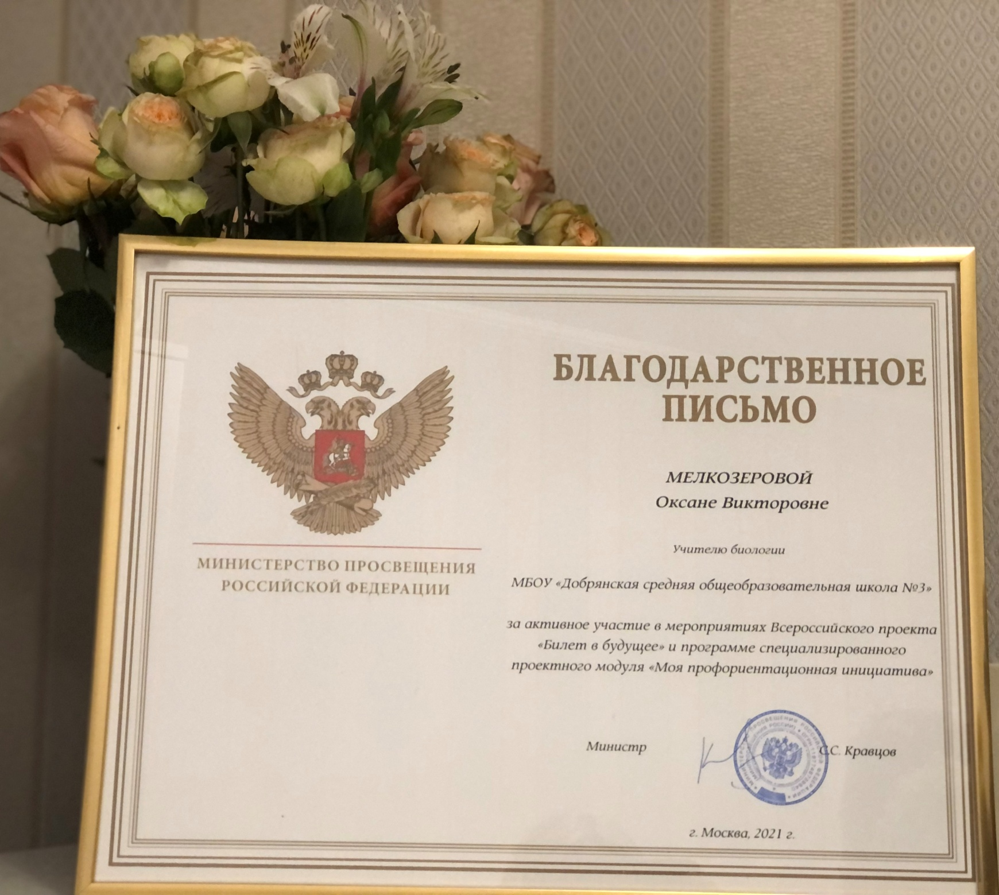 БЛАГОДАРСТВЕННОЕ
ПИСЬМО
МЕЛКОЗЕРОВОЙ
Оксане Викторовне
Учителю биологии
МБОУ «Добрянская средняя общеобразовательная школа №3»
за активное участие в мероприятиях Всероссийского проекта
«Билет в будущее» и программе специализированного
проектного модуля «Моя профориентационная инициатива»
МИНИСТЕРСТВО ПРОСВЕЩЕНИЯ
РОССИЙСКОЙ ФЕДЕРАЦИИ
Министр С.С. Кравцов
г. Москва, 2021 г.